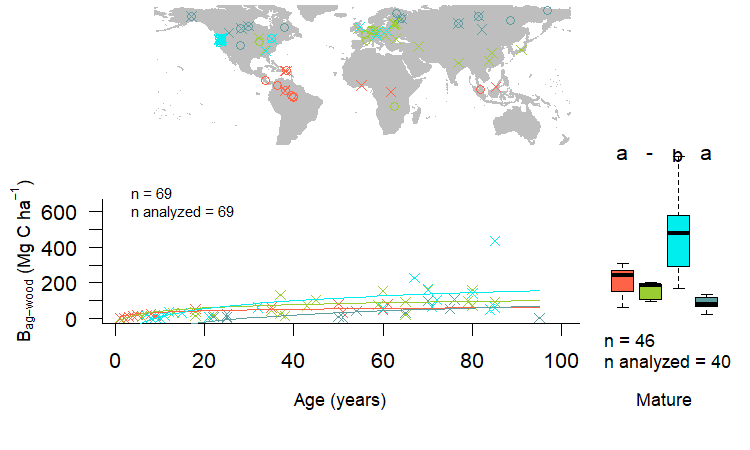 a - b a
n = 69
n analyzed = 69
B ag−wood (Mg C ha−1)
600
400
200
0
0 20 40 60 80 100
Age (years)
n = 46
n analyzed = 40
Mature